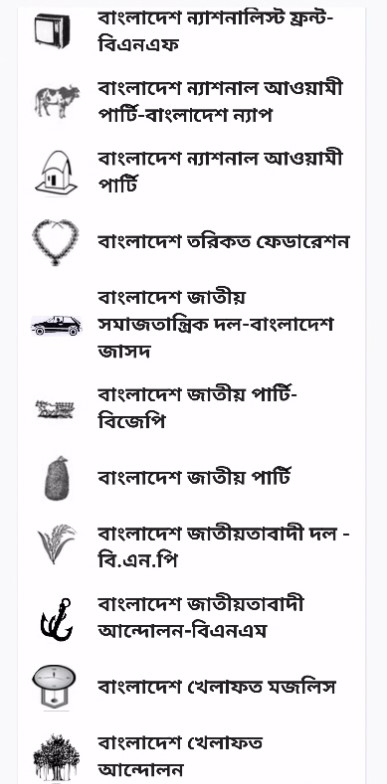 বাংলাদেশ ন্যাশনালিস্ট ফ্রন্ট-
বিএনএফ
বাংলাদেশ ন্যাশনাল আওয়ামী
পার্টি-বাংলাদেশ ন্যাপ
বাংলাদেশ ন্যাশনাল আওয়ামী
পার্টি
বাংলাদেশ তরিকত ফেডারেশন
বাংলাদেশ জাতীয়
সমাজতান্ত্রিক দল-বাংলাদেশ
জাসদ
বাংলাদেশ জাতীয় পার্টি-
বিজেপি
বাংলাদেশ জাতীয় পার্টি
বাংলাদেশ জাতীয়তাবাদী দল -
বি.এন.পি
বাংলাদেশ জাতীয়তাবাদী
আন্দোলন-বিএনএম
বাংলাদেশ খেলাফত মজলিস
বাংলাদেশ খেলাফত
আন্দোলন